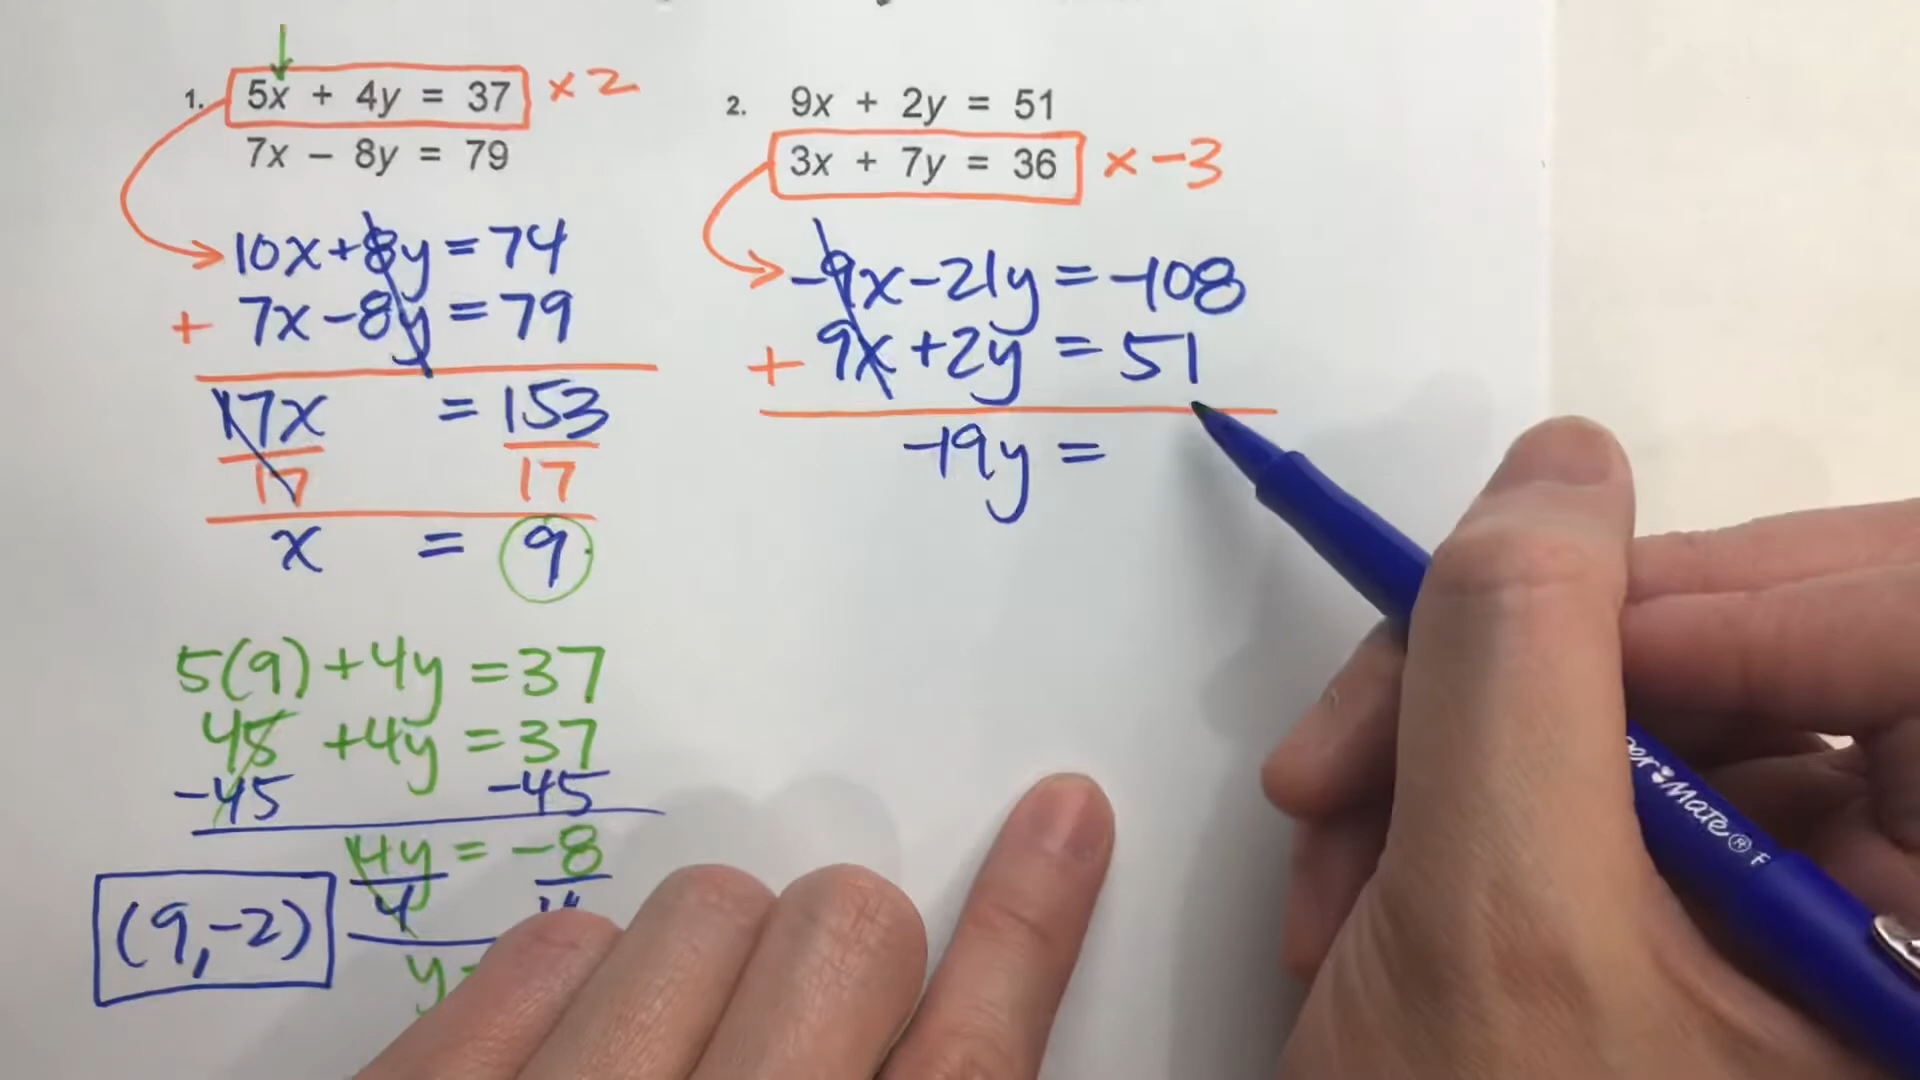 1. 5x + 4y = 37 x 2
7x – 8y = 79
10x+8y=74
+ 7x-8y=79
17x = 153
17 17
x = 9
5(9)+4y=37
45 +4y=37
-45 -45
4y = -8
4
y=
(9,-2)
2. 9x + 2y = 51
3x + 7y = 36 x -3
-9x-21y=-108
+ 9x+2y=51
-19y =
Mate®